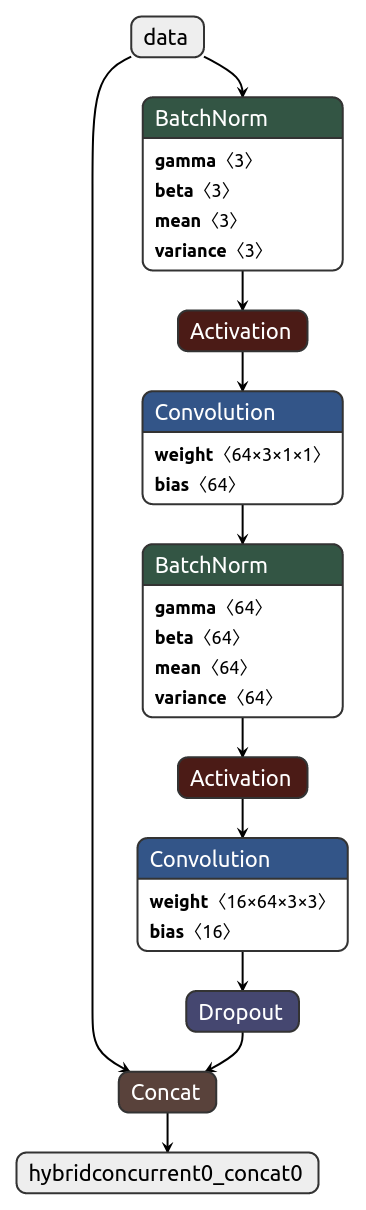 data
BatchNorm
gamma〈3〉
beta〈3〉
mean〈3〉
variance〈3〉
Activation
Convolution
weight〈64×3×1×1〉
bias〈64〉
BatchNorm
gamma〈64〉
beta〈64〉
mean〈64〉
variance〈64〉
Activation
Convolution
weight〈16×64×3×3〉
bias〈16〉
Dropout
Concat
hybridconcurrent0_concat0